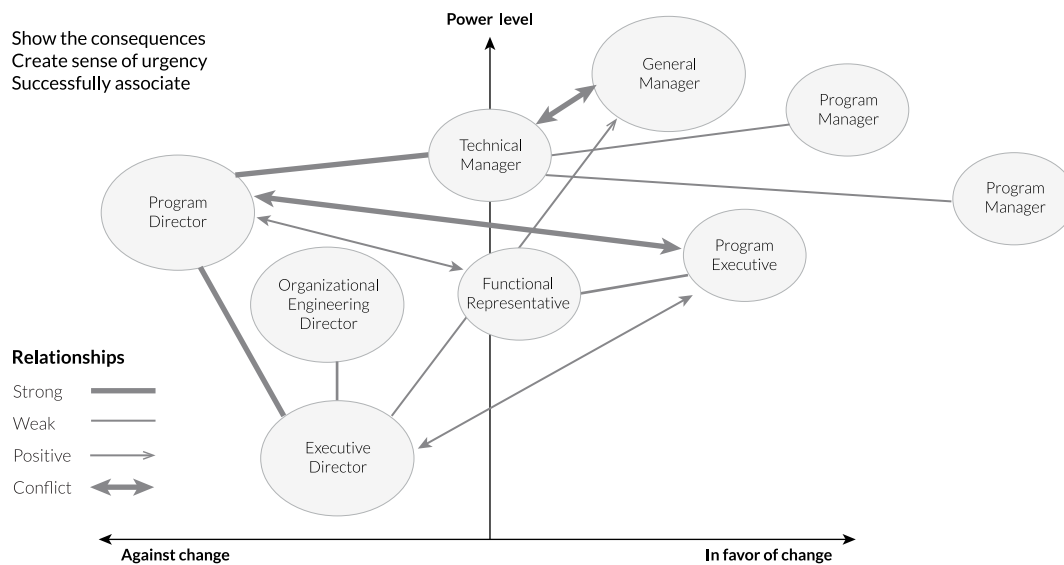 Power level
Show the consequences
Create sense of urgency
Successfully associate
General
Manager
Program
Manager
Technical
Manager
Program
Manager
Program
Director
Program
Executive
Organizational
Engineering
Director
Functional
Representative
Relationships
Strong
Weak
Positive
Conflict
Executive
Director
Against change
In favor of change